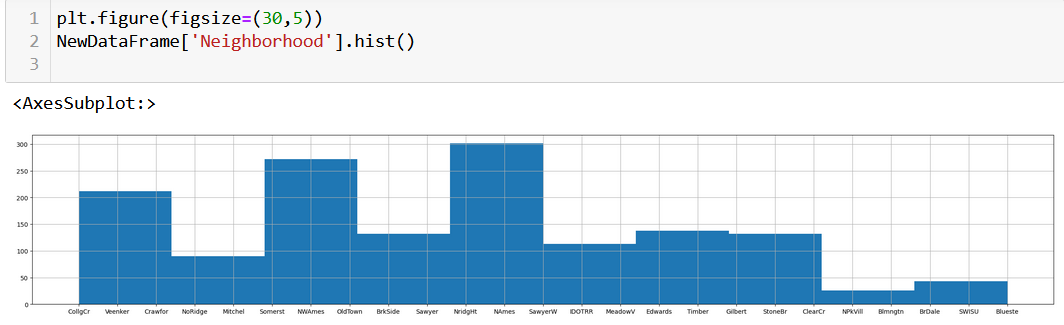 1 plt.figure(figsize=(30,5))
2 NewDataFrame['Neighborhood'].hist()
3
<AxesSubplot:>
300
250
200
150
100
50
0
CollgCr Veenker Crawfor NoRidge Mitchel Somerst NWAmes OldTown BrkSide Sawyer NridgHt NAmes SawyerW IDOTRR MeadowV Edwards Timber Gilbert StoneBr ClearCr NPkVill Blmngtn BrDale SWISU Blueste